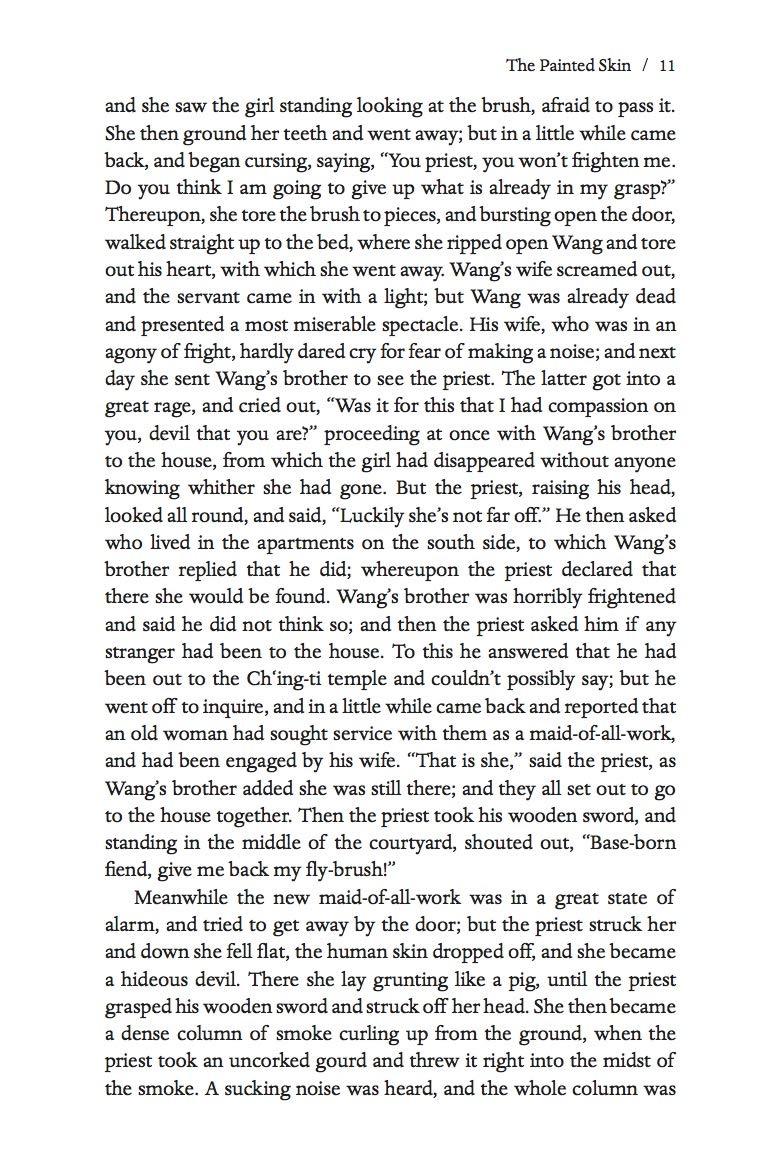 The Painted Skin / 11
and she saw the girl standing looking at the brush, afraid to pass it.
She then ground her teeth and went away; but in a little while came
back, and began cursing, saying, “You priest, you won’t frighten me.
Do you think I am going to give up what is already in my grasp?”
Thereupon, she tore the brush to pieces, and bursting open the door,
walked straight up to the bed, where she ripped open Wang and tore
out his heart, with which she went away. Wang’s wife screamed out,
and the servant came in with a light; but Wang was already dead
and presented a most miserable spectacle. His wife, who was in an
agony of fright, hardly dared cry for fear of making a noise; and next
day she sent Wang’s brother to see the priest. The latter got into a
great rage, and cried out, “Was it for this that I had compassion on
you, devil that you are?” proceeding at once with Wang’s brother
to the house, from which the girl had disappeared without anyone
knowing whither she had gone. But the priest, raising his head,
looked all round, and said, “Luckily she’s not far off.” He then asked
who lived in the apartments on the south side, to which Wang’s
brother replied that he did; whereupon the priest declared that
there she would be found. Wang’s brother was horribly frightened
and said he did not think so; and then the priest asked him if any
stranger had been to the house. To this he answered that he had
been out to the Ch‘ing-ti temple and couldn’t possibly say; but he
went off to inquire, and in a little while came back and reported that
an old woman had sought service with them as a maid-of-all-work,
and had been engaged by his wife. “That is she,” said the priest, as
Wang’s brother added she was still there; and they all set out to go
to the house together. Then the priest took his wooden sword, and
standing in the middle of the courtyard, shouted out, “Base-born
fiend, give me back my fly-brush!”
Meanwhile the new maid-of-all-work was in a great state of
alarm, and tried to get away by the door; but the priest struck her
and down she fell flat, the human skin dropped off, and she became
a hideous devil. There she lay grunting like a pig, until the priest
grasped his wooden sword and struck off her head. She then became
a dense column of smoke curling up from the ground, when the
priest took an uncorked gourd and threw it right into the midst of
the smoke. A sucking noise was heard, and the whole column was